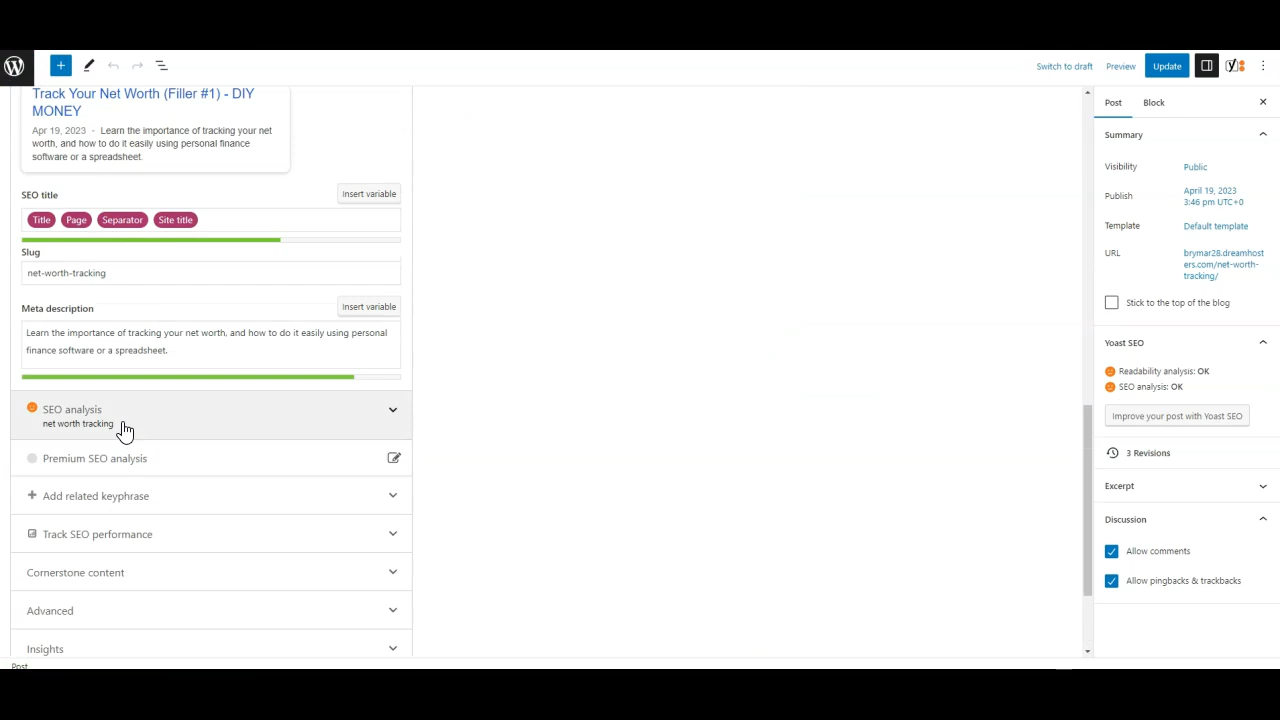 Switch to draft
Preview
Update
Track Your Net Worth (Filler #1) - DIY
MONEY
Apr 19, 2023 - Learn the importance of tracking your net
worth, and how to do it easily using personal finance
software or a spreadsheet.
SEO title
Insert variable
Title Page Separator Site title
Slug
net-worth-tracking
Meta description
Insert variable
Learn the importance of tracking your net worth, and how to do it easily using personal
finance software or a spreadsheet.
SEO analysis
net worth tracking
Premium SEO analysis
Add related keyphrase
Track SEO performance
Cornerstone content
Advanced
Insights
Post
Post
Block
Summary
Visibility
Public
Publish
April 19, 2023
3:46 pm UTC+0
Template
Default template
URL
brymar28.dreamhost
ers.com/net-worth-
tracking/
Stick to the top of the blog
Yoast SEO
Readability analysis: OK
SEO analysis: OK
Improve your post with Yoast SEO
3 Revisions
Excerpt
Discussion
Allow comments
Allow pingbacks & trackbacks